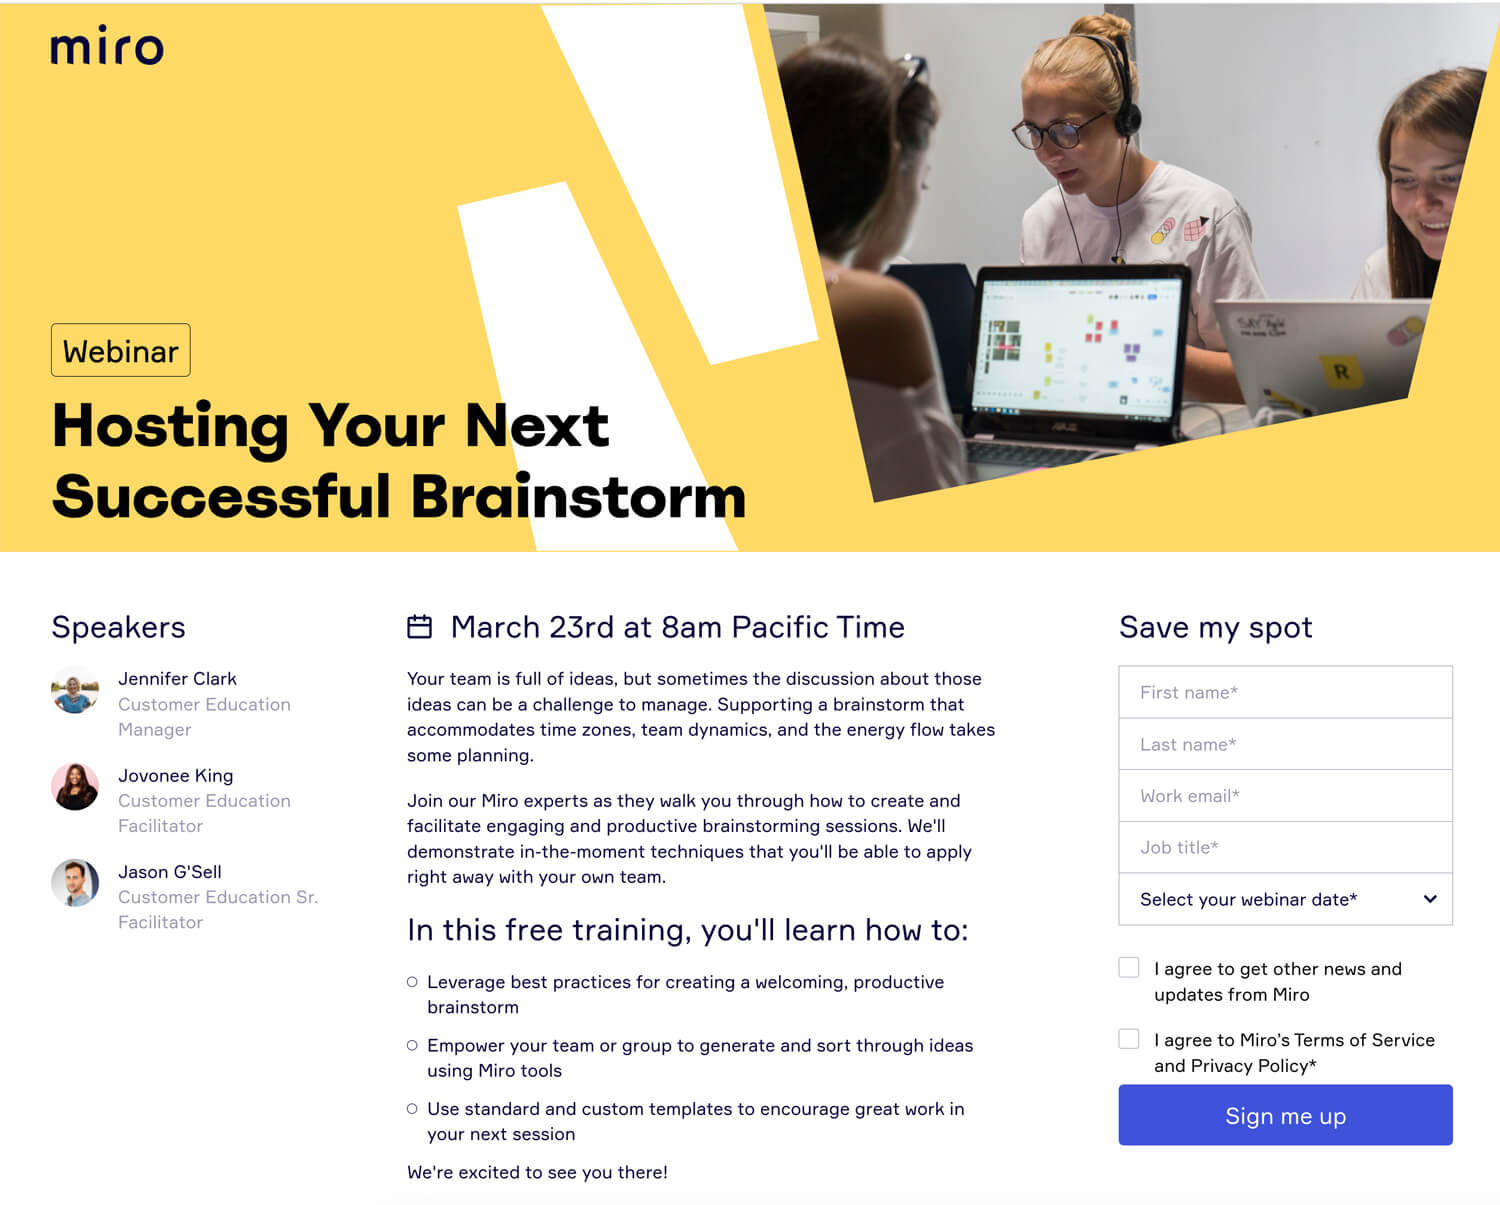 miro
Webinar
Hosting Your Next
Successful Brainstorm
SAY Agile
R
ASUS
Speakers
Jennifer Clark
Customer Education
Manager
Jovonee King
Customer Education
Facilitator
Jason G'Sell
Customer Education Sr.
Facilitator
March 23rd at 8am Pacific Time
Your team is full of ideas, but sometimes the discussion about those
ideas can be a challenge to manage. Supporting a brainstorm that
accommodates time zones, team dynamics, and the energy flow takes
some planning.
Join our Miro experts as they walk you through how to create and
facilitate engaging and productive brainstorming sessions. We'll
demonstrate in-the-moment techniques that you'll be able to apply
right away with your own team.
In this free training, you'll learn how to:
Leverage best practices for creating a welcoming, productive
brainstorm
Empower your team or group to generate and sort through ideas
using Miro tools
Use standard and custom templates to encourage great work in
your next session
We're excited to see you there!
Save my spot
First name*
Last name*
Work email*
Job title*
Select your webinar date*
I agree to get other news and
updates from Miro
I agree to Miro's Terms of Service
and Privacy Policy*
Sign me up